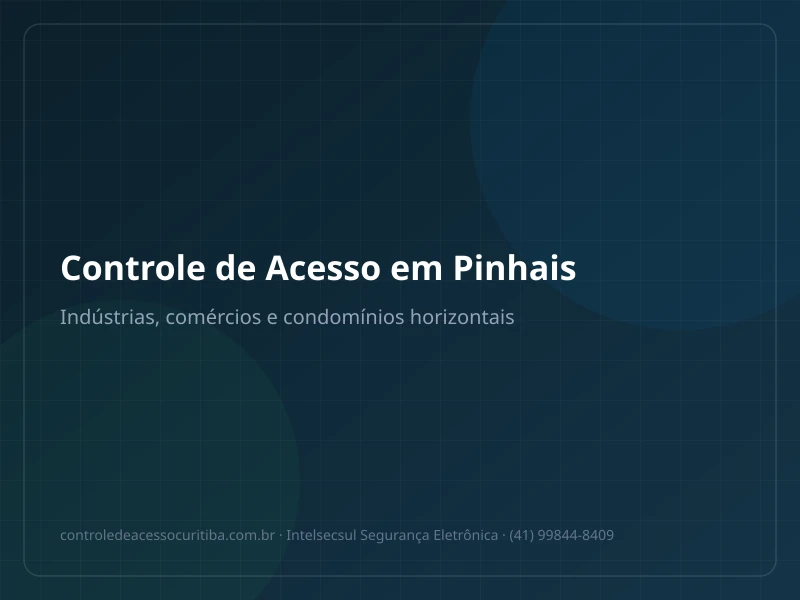 Controle de Acesso em Pinhais
Indústrias, comércios e condomínios horizontais
controledeacessocuritiba.com.br · Intelsecsul Segurança Eletrônica · (41) 99844-8409